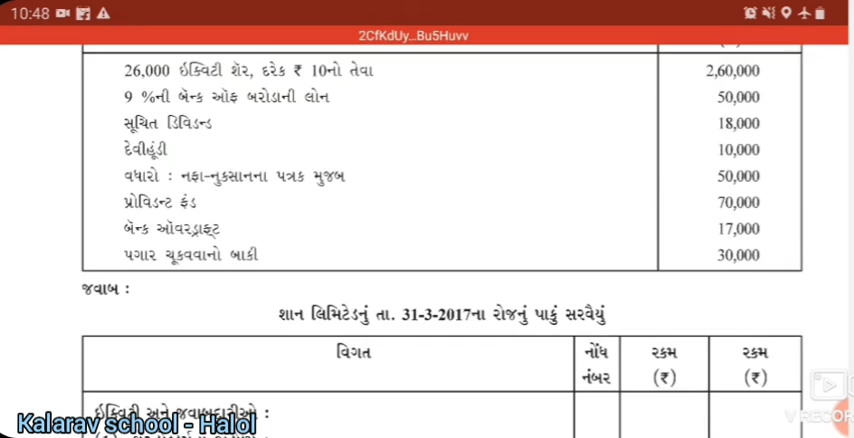 10:48
2CfKdUy...Bu5Huvv
26,000 ઇક્વિટી શૅર, દરેક ₹ 10નો તેવા 2,60,000
9 %ની બૅન્ક ઑફ બરોડાની લોન 50,000
સૂચિત ડિવિડન્ડ 18,000
દેવીહૂંડી 10,000
વધારો : નફા-નુકસાનના પત્રક મુજબ 50,000
પ્રોવિડન્ટ ફંડ 70,000
બૅન્ક ઑવરડ્રાફ્ટ 17,000
પગાર ચૂકવવાનો બાકી 30,000
જવાબ :
શાન લિમિટેડનું તા. 31-3-2017ના રોજનું પાકું સરવૈયું
વિગત નોંધ નંબર રકમ (₹) રકમ (₹)
ઇક્વિટી અને જવાબદારીઓ :
Kalarav school - Halol
V RECOR